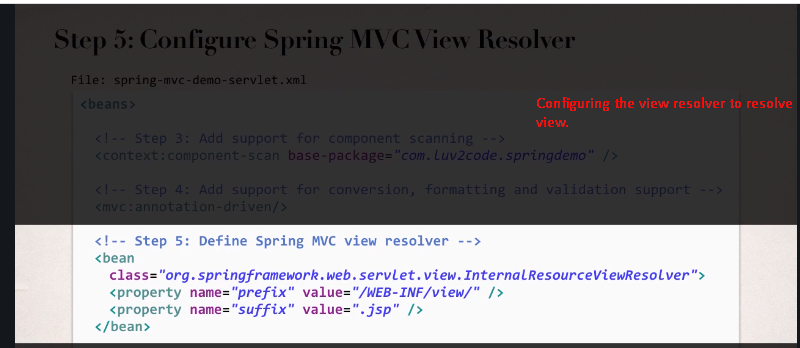 Step 5: Configure Spring MVC View Resolver
File: spring-mvc-demo-servlet.xml
<beans>
Configuring the view resolver to resolve
view.
<!-- Step 3: Add support for component scanning -->
<context:component-scan base-package="com.luv2code.springdemo" />
<!-- Step 4: Add support for conversion, formatting and validation support -->
<mvc:annotation-driven/>
<!-- Step 5: Define Spring MVC view resolver -->
<bean
class="org.springframework.web.servlet.view.InternalResourceViewResolver">
<property name="prefix" value="/WEB-INF/view/" />
<property name="suffix" value=".jsp" />
</bean>